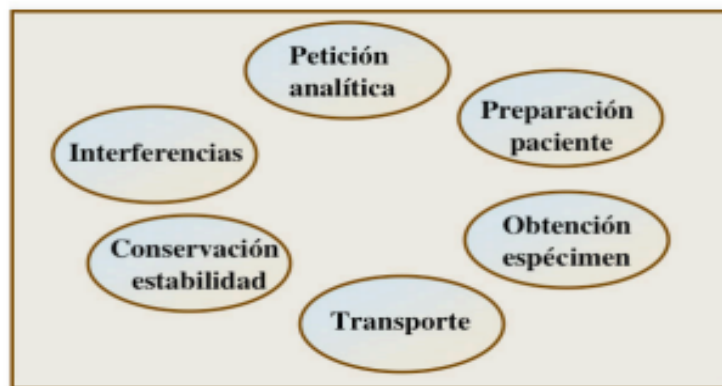 Petición
analítica
Preparación
paciente
Interferencias
Obtención
espécimen
Conservación
estabilidad
Transporte